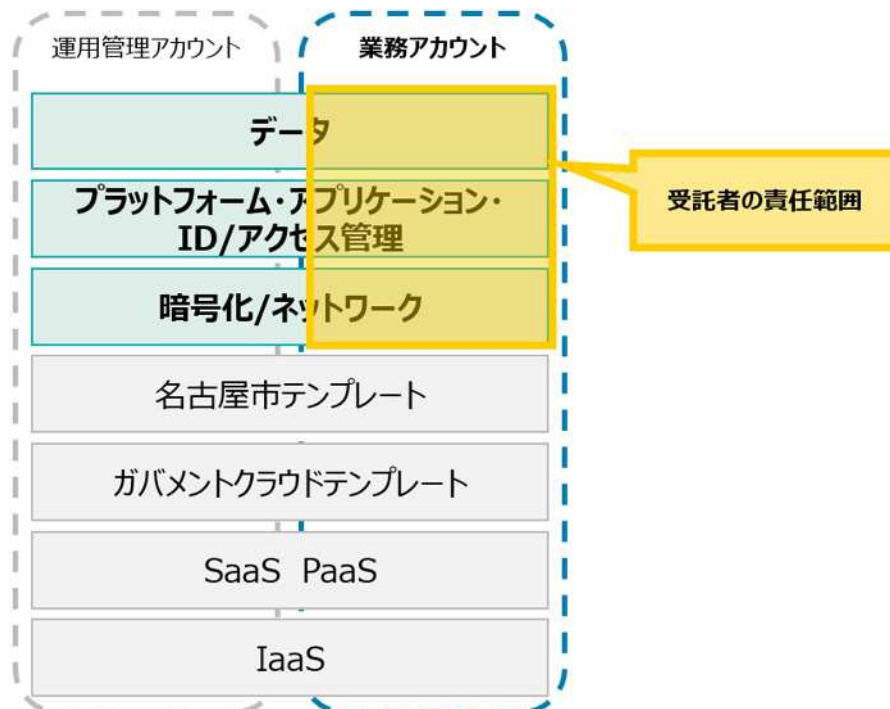 運用管理アカウント
業務アカウント
データ
プラットフォーム・アプリケーション・
ID/アクセス管理
暗号化/ネットワーク
受託者の責任範囲
名古屋市テンプレート
ガバメントクラウドテンプレート
SaaS PaaS
IaaS